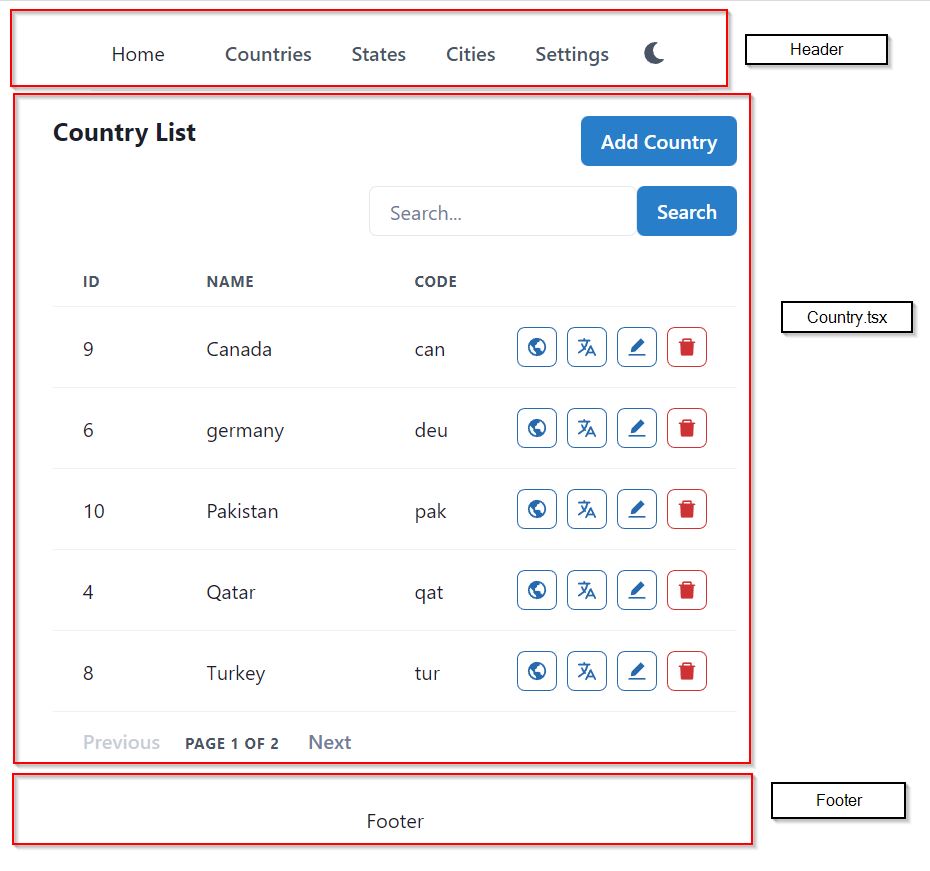 Home Countries States Cities Settings
Header
Country List
Add Country
Search... Search
ID NAME CODE
Country.tsx
9 Canada can
6 germany deu
10 Pakistan pak
4 Qatar qat
8 Turkey tur
Previous PAGE 1 OF 2 Next
Footer
Footer